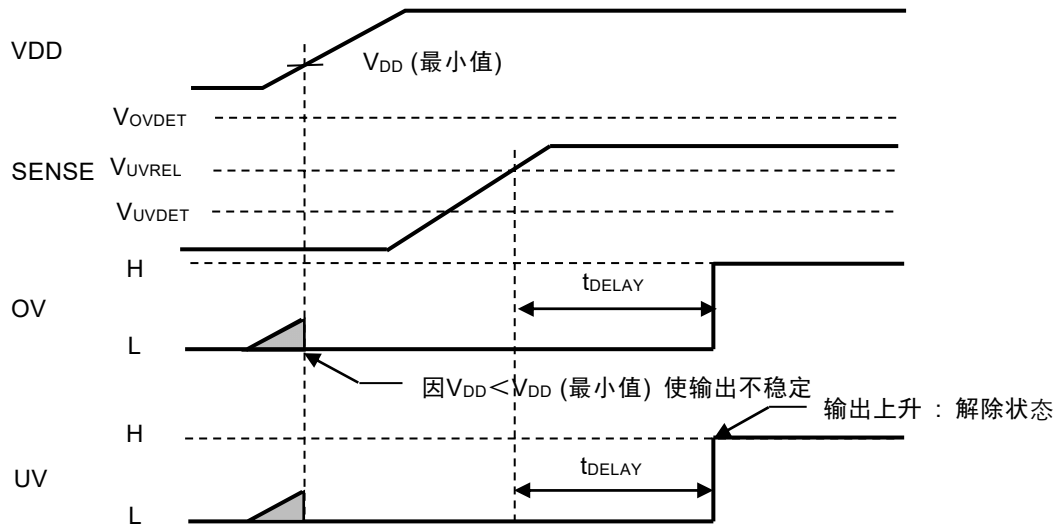 VDD
VDD (最小值)
VOVDET
SENSE
VUVREL
VUVDET
H
OV
tDELAY
L
因VDD＜VDD (最小值) 使输出不稳定
输出上升 : 解除状态
H
UV
tDELAY
L